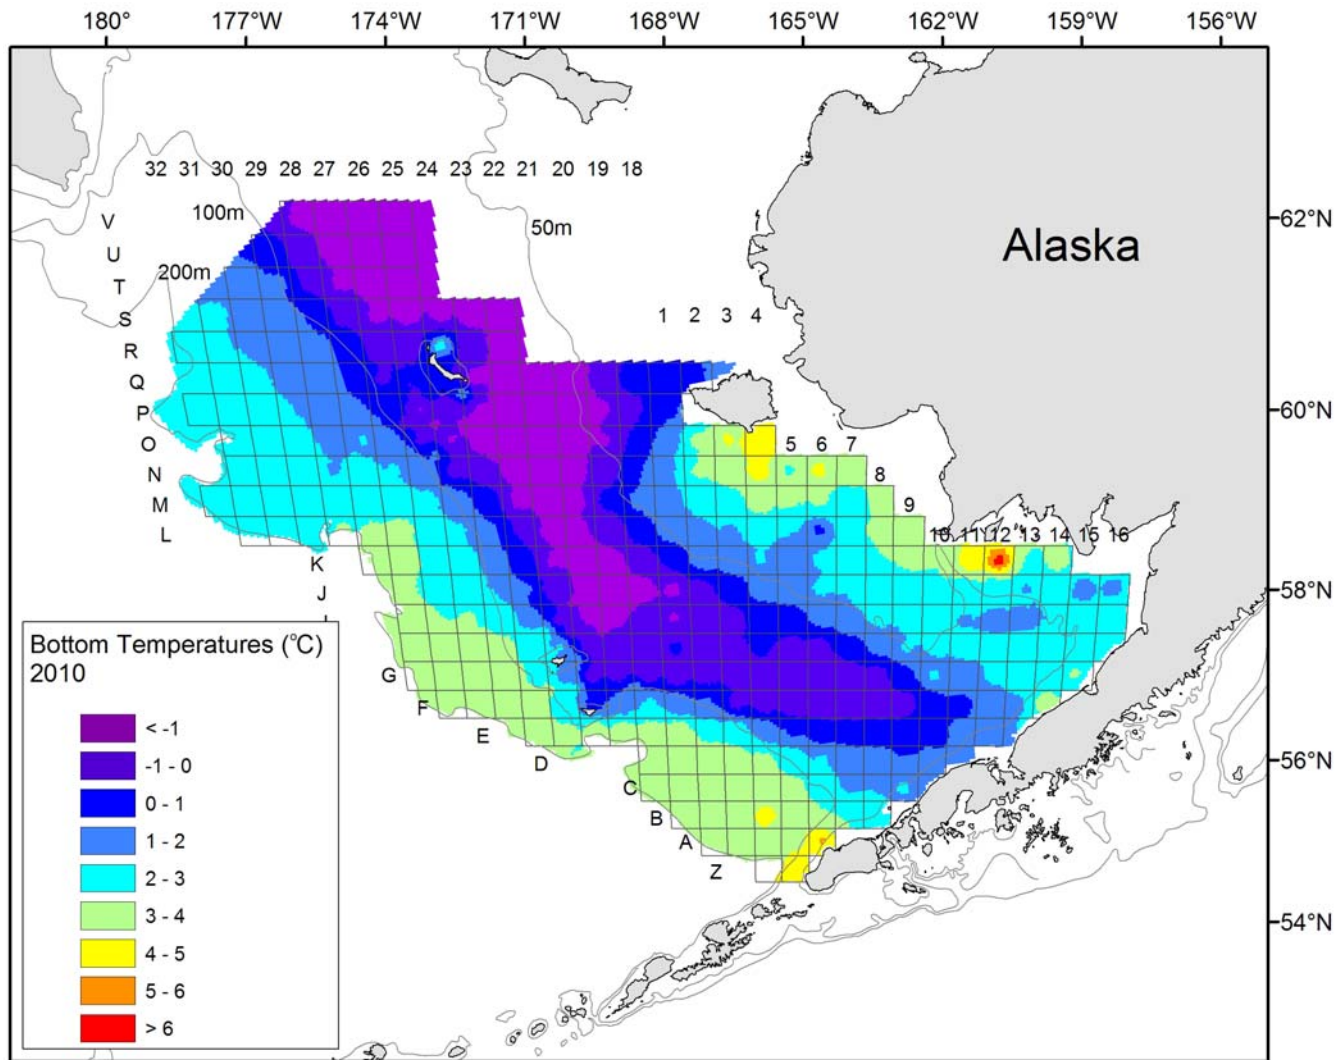 180° 177°W 174°W 171°W 168°W 165°W 162°W 159°W 156°W
32 31 30 29 28 27 26 25 24 23 22 21 20 19 18
V
100m
62°N
50m
Alaska
U
200m
T
S
1 2 3 4
R
Q
60°N
P
O
5 6 7
N
8
M
9
L
10 11 12 13 14 15 16
K
J
58°N
Bottom Temperatures (°C)
2010
G
F
E
D
56°N
C
B
A
Z
< -1
-1 - 0
0 - 1
1 - 2
2 - 3
3 - 4
4 - 5
5 - 6
> 6
54°N